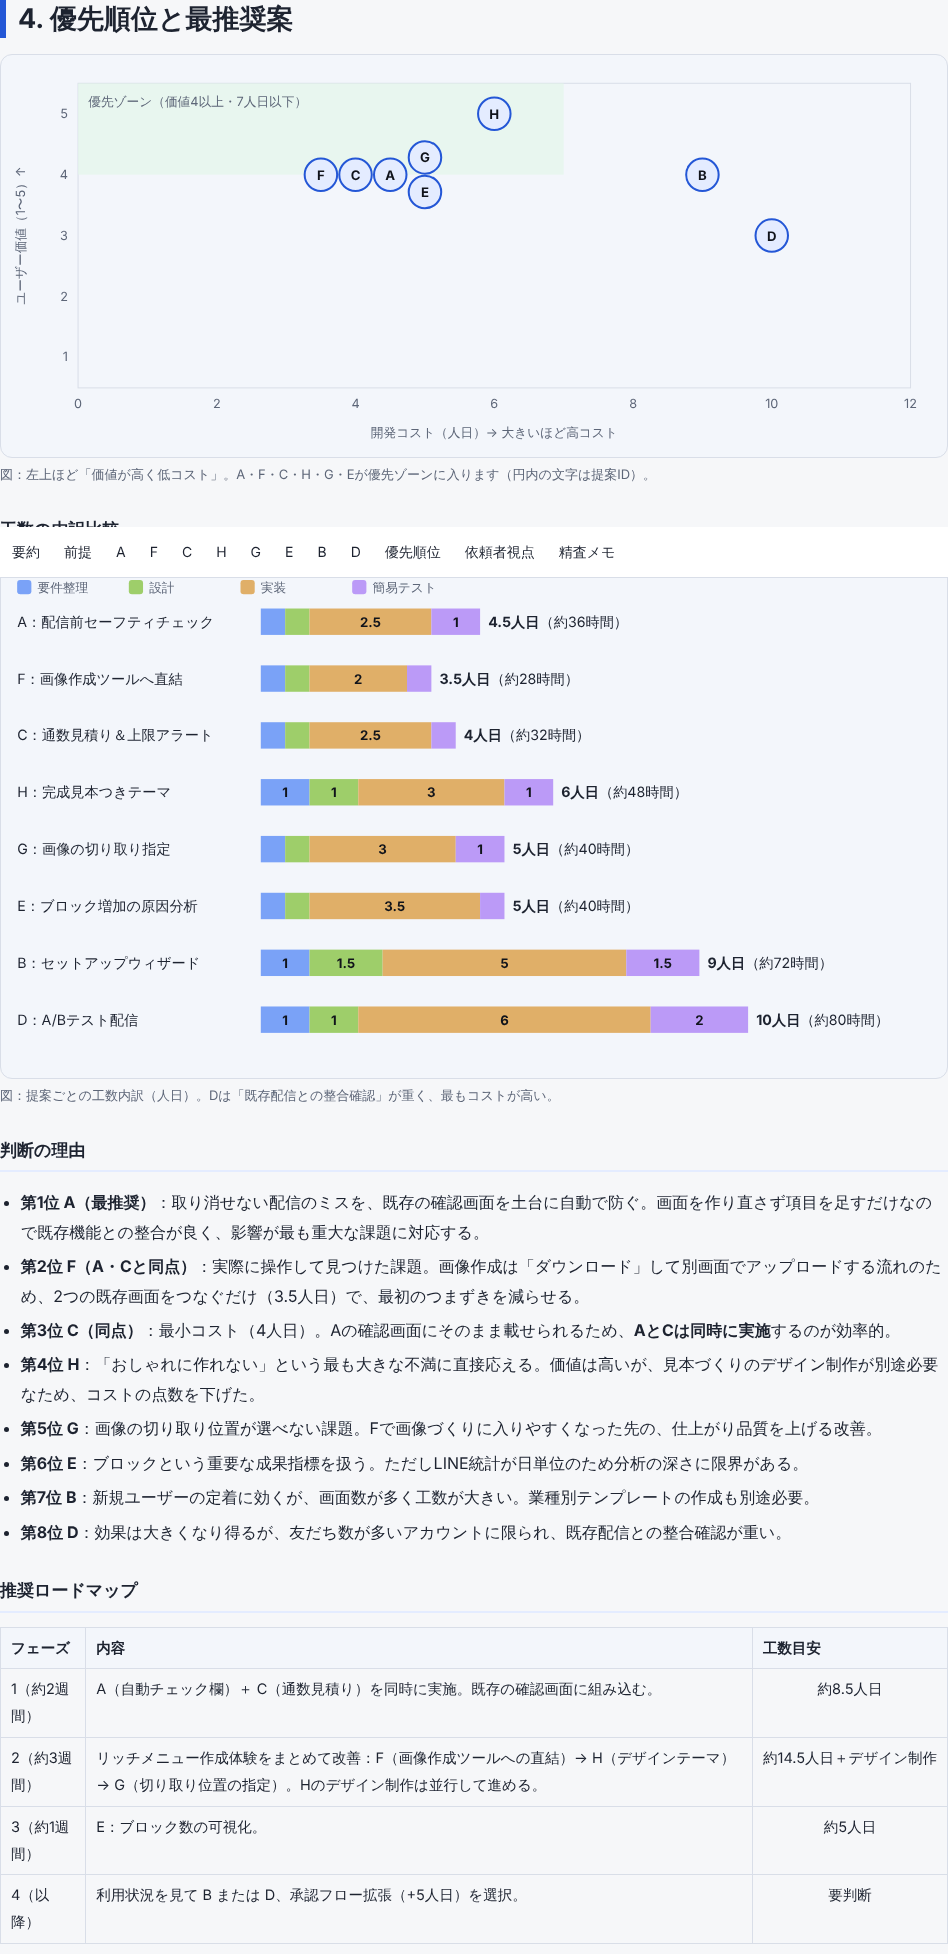 4. 優先順位と最推奨案
優先ゾーン（価値4以上・7人日以下）
ユーザー価値（1〜5）→
5
4
3
2
1
H
G
F
C
A
E
B
D
0
2
4
6
8
10
12
開発コスト（人日）→ 大きいほど高コスト
図：左上ほど「価値が高く低コスト」。A・F・C・H・G・Eが優先ゾーンに入ります（円内の文字は提案ID）。
工数の内訳比較
要約 前提 A F C H G E B D 優先順位 依頼者視点 精査メモ
要件整理 設計 実装 簡易テスト
A：配信前セーフティチェック 2.5 1 4.5人日（約36時間）
F：画像作成ツールへ直結 2 3.5人日（約28時間）
C：通数見積り＆上限アラート 2.5 4人日（約32時間）
H：完成見本つきテーマ 1 1 3 1 6人日（約48時間）
G：画像の切り取り指定 3 1 5人日（約40時間）
E：ブロック増加の原因分析 3.5 5人日（約40時間）
B：セットアップウィザード 1 1.5 5 1.5 9人日（約72時間）
D：A/Bテスト配信 1 1 6 2 10人日（約80時間）
図：提案ごとの工数内訳（人日）。Dは「既存配信との整合確認」が重く、最もコストが高い。
判断の理由
• 第1位 A（最推奨）：取り消せない配信のミスを、既存の確認画面を土台に自動で防ぐ。画面を作り直さず項目を足すだけなの
で既存機能との整合が良く、影響が最も重大な課題に対応する。
• 第2位 F（A・Cと同点）：実際に操作して見つけた課題。画像作成は「ダウンロード」して別画面でアップロードする流れのた
め、2つの既存画面をつなぐだけ（3.5人日）で、最初のつまずきを減らせる。
• 第3位 C（同点）：最小コスト（4人日）。Aの確認画面にそのまま載せられるため、AとCは同時に実施するのが効率的。
• 第4位 H：「おしゃれに作れない」という最も大きな不満に直接応える。価値は高いが、見本づくりのデザイン制作が別途必要
なため、コストの点数を下げた。
• 第5位 G：画像の切り取り位置が選べない課題。Fで画像づくりに入りやすくなった先の、仕上がり品質を上げる改善。
• 第6位 E：ブロックという重要な成果指標を扱う。ただしLINE統計が日単位のため分析の深さに限界がある。
• 第7位 B：新規ユーザーの定着に効くが、画面数が多く工数が大きい。業種別テンプレートの作成も別途必要。
• 第8位 D：効果は大きくなり得るが、友だち数が多いアカウントに限られ、既存配信との整合確認が重い。
推奨ロードマップ
フェーズ 内容 工数目安
1（約2週
間）
A（自動チェック欄）＋ C（通数見積り）を同時に実施。既存の確認画面に組み込む。
約8.5人日
2（約3週
間）
リッチメニュー作成体験をまとめて改善：F（画像作成ツールへの直結）→ H（デザインテーマ）
→ G（切り取り位置の指定）。Hのデザイン制作は並行して進める。
約14.5人日＋デザイン制作
3（約1週
間）
E：ブロック数の可視化。
約5人日
4（以
降）
利用状況を見て B または D、承認フロー拡張（+5人日）を選択。
要判断